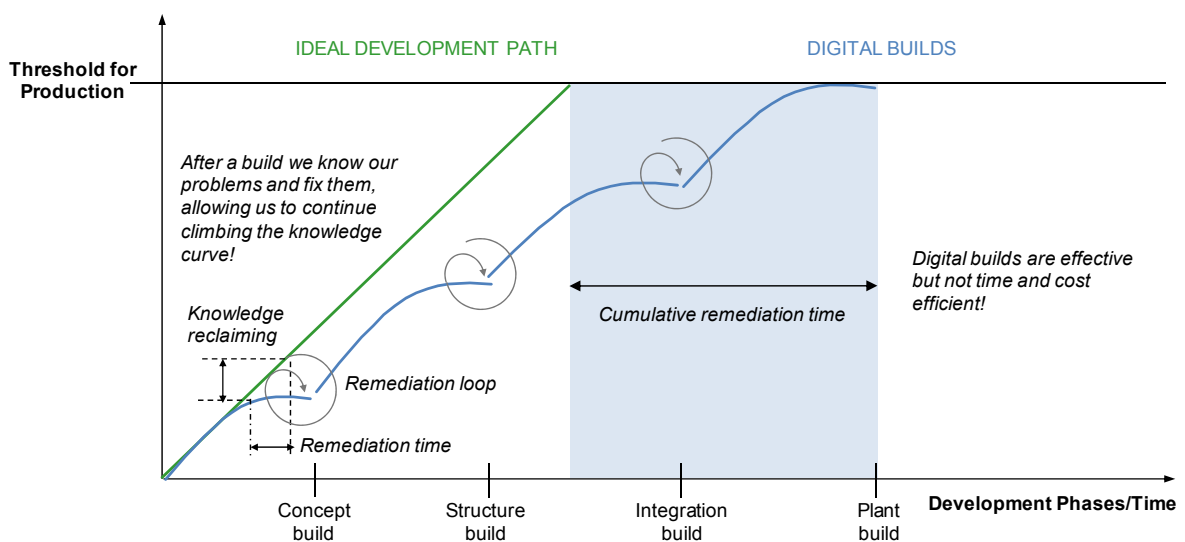 IDEAL DEVELOPMENT PATH
DIGITAL BUILDS
Threshold for
Production
After a build we know our
problems and fix them,
allowing us to continue
climbing the knowledge
curve!
Digital builds are effective
but not time and cost
efficient!
Knowledge
reclaiming
Cumulative remediation time
Remediation loop
Remediation time
Concept
build
Structure
build
Integration
build
Plant
build
Development Phases/Time